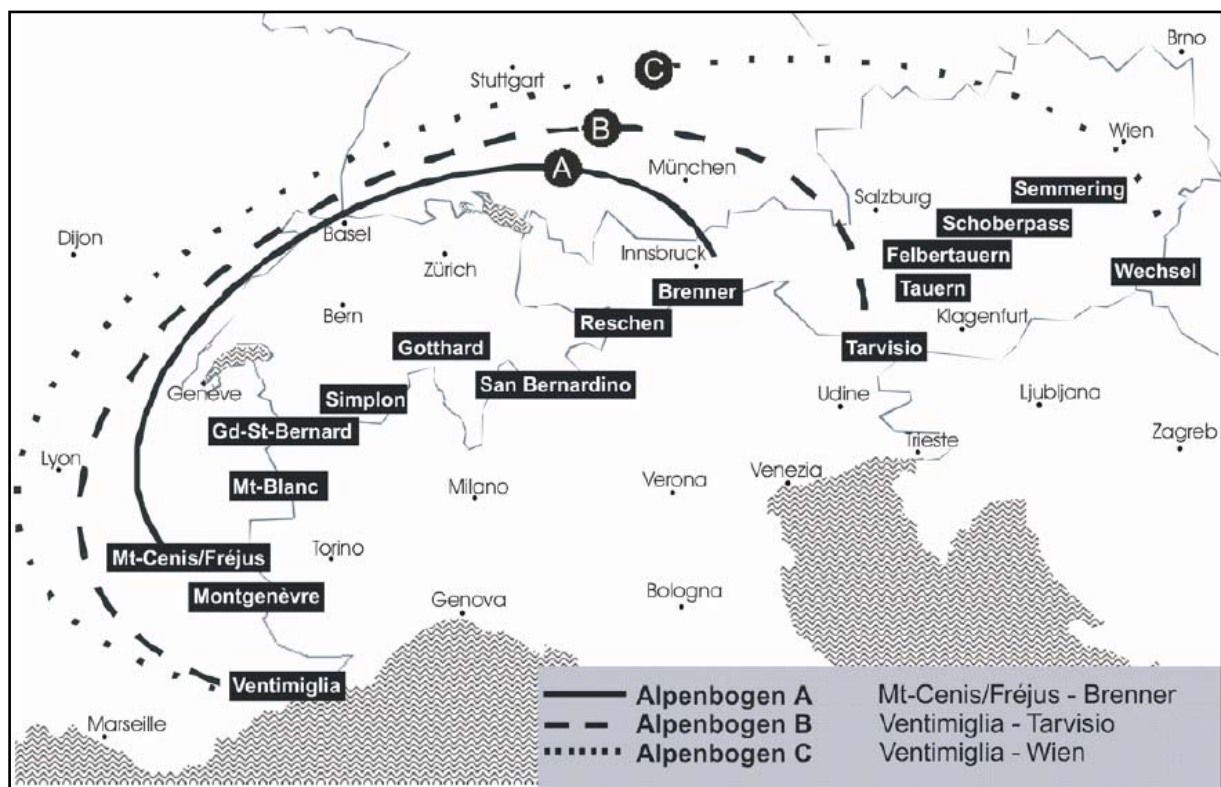 Brno
C
Stuttgart
B
Wien
A
München
Semmering
Salzburg
Schoberpass
Basel
Dijon
Innsbruck
Felbertauern
Zürich
Wechsel
Brenner
Tauern
Bern
Reschen
Klagenfurt
Gotthard
Tarvisio
San Bernardino
Genève
Simplon
Udine
Ljubljana
Gd-St-Bernard
Zagreb
Trieste
Lyon
Venezia
Mt-Blanc
Milano
Verona
Mt-Cenis/Fréjus
Torino
Bologna
Montgenèvre
Genova
Ventimiglia
Marseille
Alpenbogen A Mt-Cenis/Fréjus - Brenner
Alpenbogen B Ventimiglia - Tarvisio
Alpenbogen C Ventimiglia - Wien